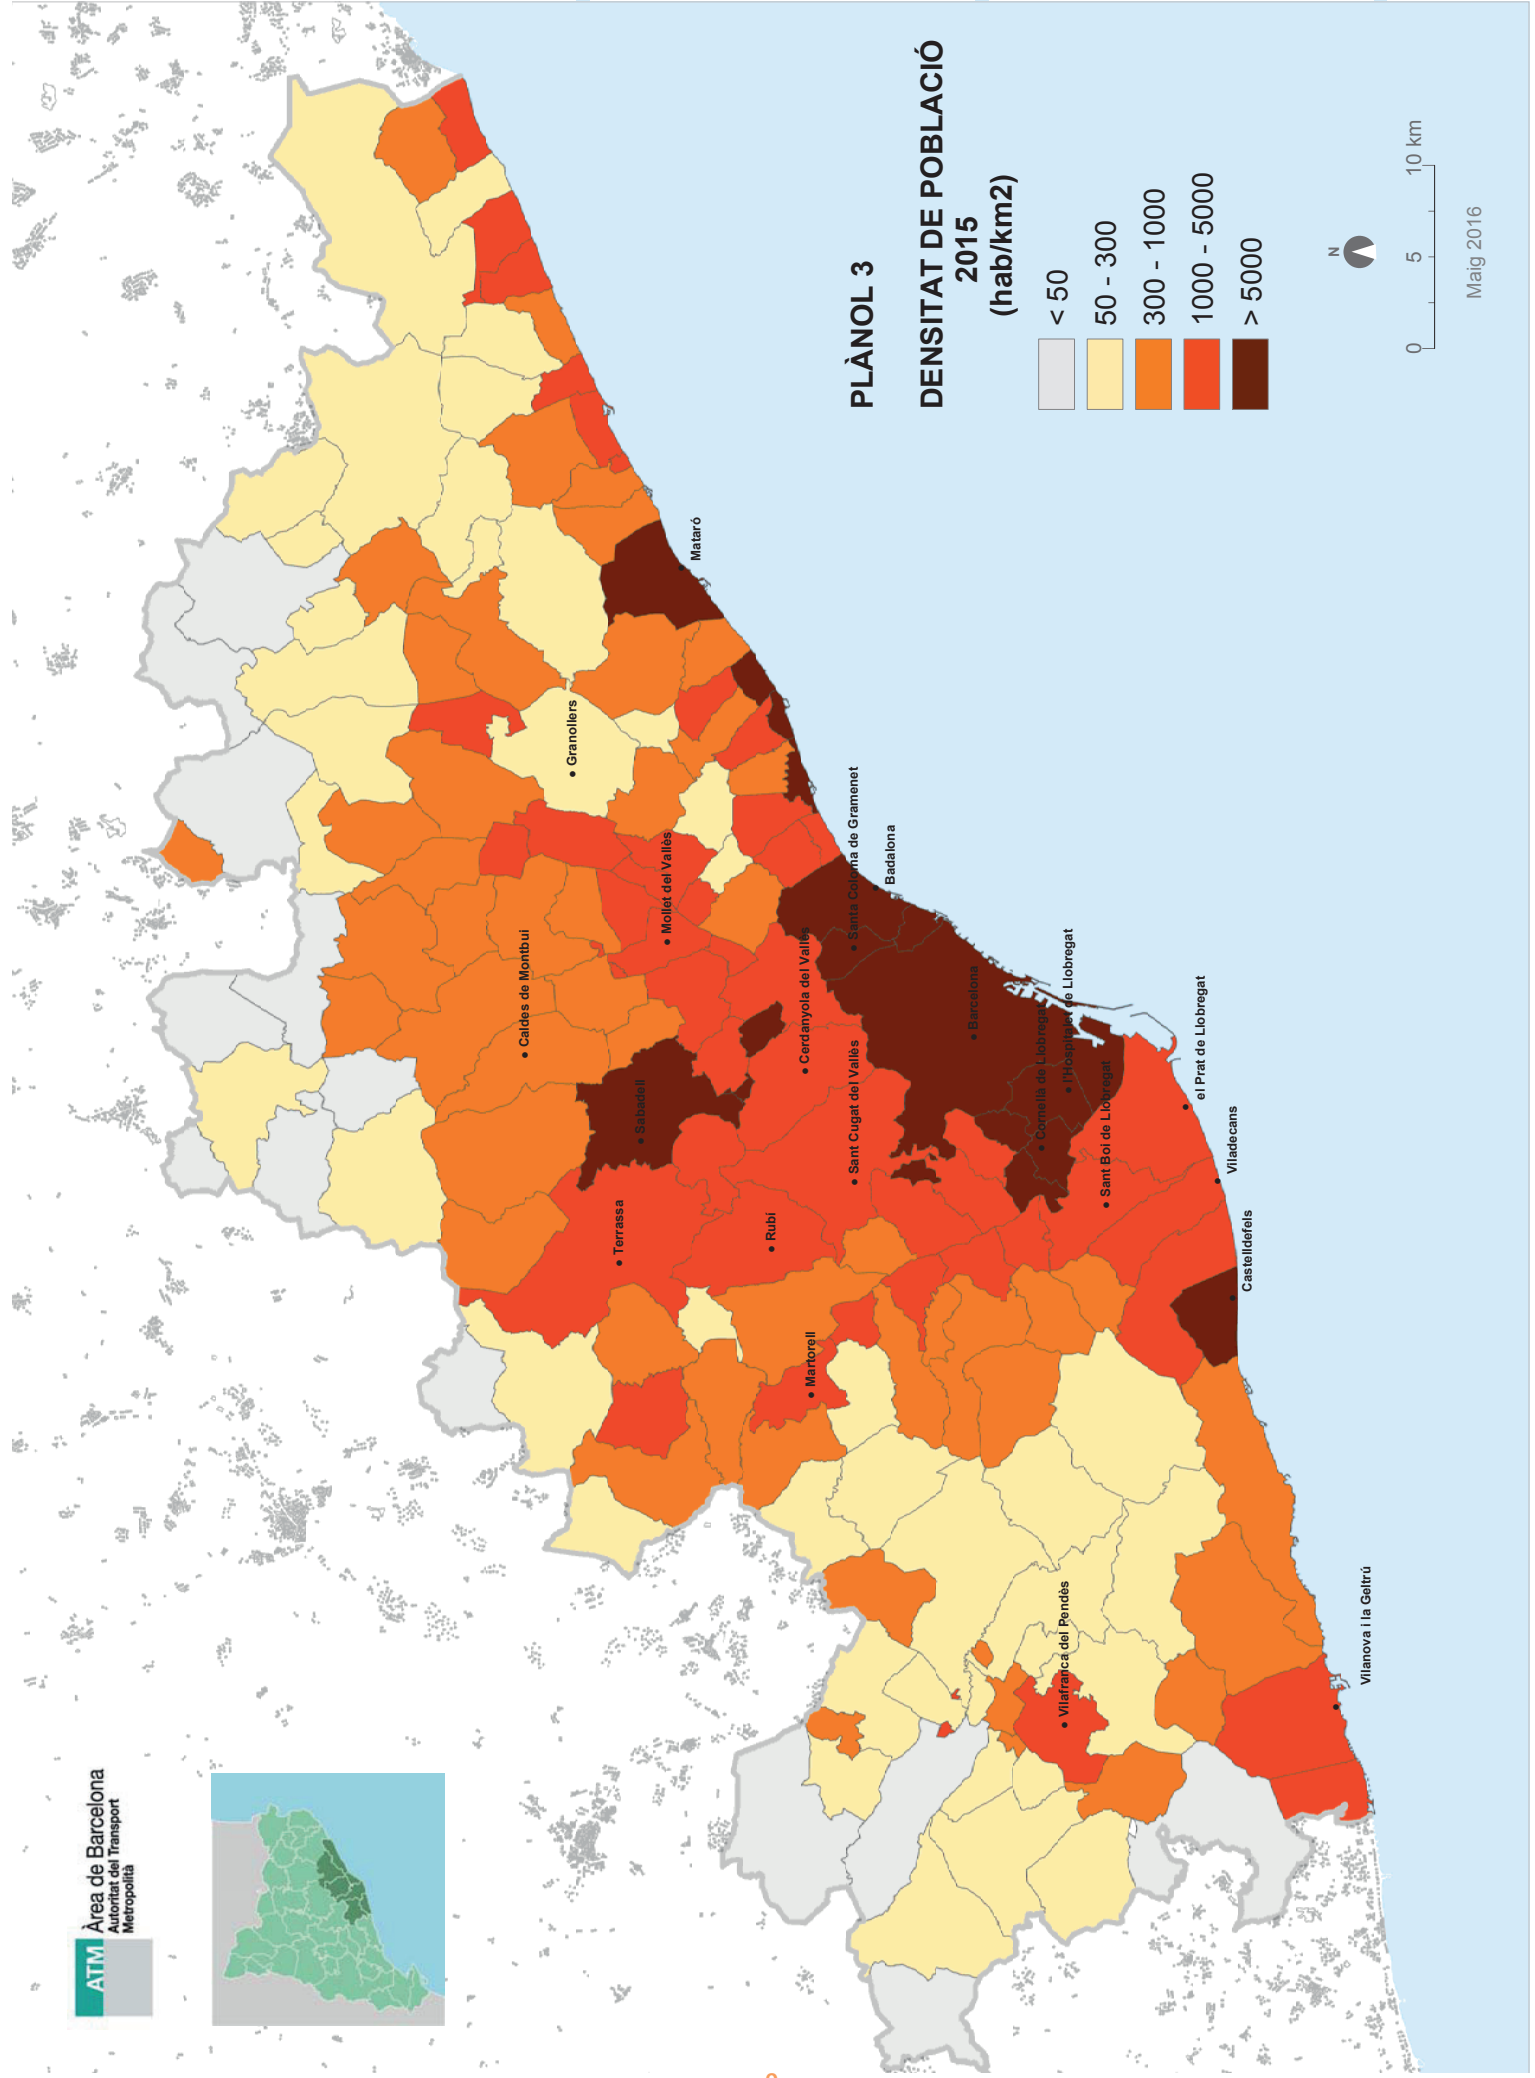 ATM
Àrea de Barcelona
Autoritat del Transport
Metropolità
PLÀNOL 3
DENSITAT DE POBLACIÓ
2015
(hab/km2)
< 50
50 - 300
300 - 1000
1000 - 5000
> 5000
N
0 5 10 km
Maig 2016
Mataró
Granollers
Mollet del Vallès
Caldes de Montbui
Santa Coloma de Gramenet
Badalona
Cerdanyola del Vallès
Barcelona
Sabadell
Sant Cugat del Vallès
Cornellà de Llobregat
l'Hospitalet de Llobregat
el Prat de Llobregat
Sant Boi de Llobregat
Viladecans
Terrassa
Rubí
Castelldefels
Martorell
Vilafranca del Pendès
Vilanova i la Geltrú